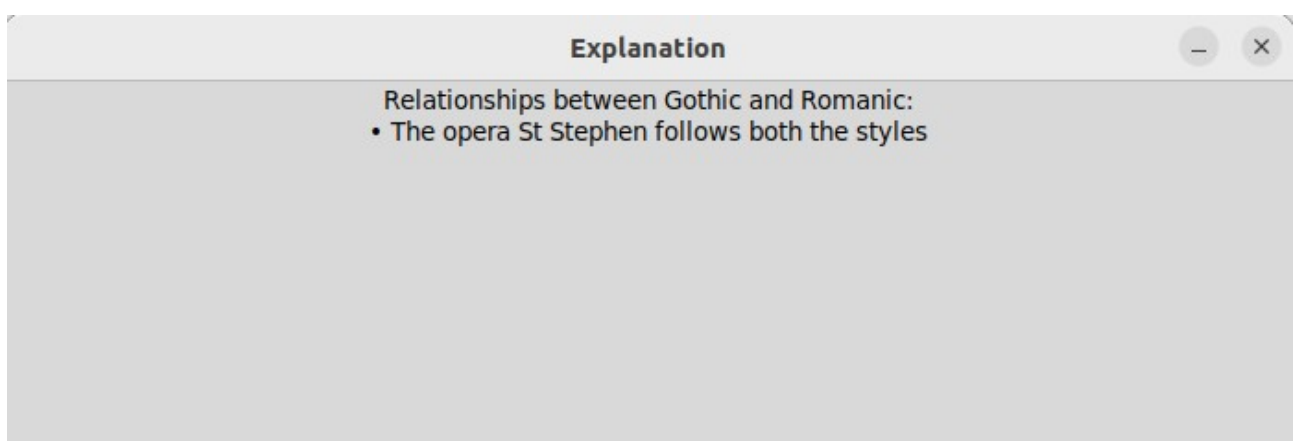 Explanation
Relationships between Gothic and Romanic:
• The opera St Stephen follows both the styles